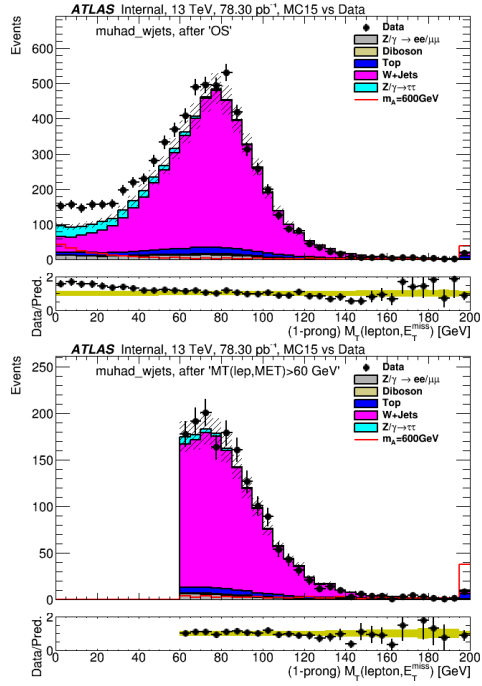 ATLAS Internal, 13 TeV, 78.30 pb⁻¹, MC15 vs Data
Events
muhad_wjets, after 'OS'
Data
Z/γ → ee/μμ
Diboson
Top
W+Jets
Z/γ→ττ
m_A=600GeV
600
500
400
300
200
100
0
Data/Pred.
2
0
0 20 40 60 80 100 120 140 160 180 200
(1-prong) M_T(lepton,E_T^miss) [GeV]
ATLAS Internal, 13 TeV, 78.30 pb⁻¹, MC15 vs Data
Events
muhad_wjets, after 'MT(lep,MET)>60 GeV'
Data
Z/γ → ee/μμ
Diboson
Top
W+Jets
Z/γ→ττ
m_A=600GeV
250
200
150
100
50
0
Data/Pred.
2
0
0 20 40 60 80 100 120 140 160 180 200
(1-prong) M_T(lepton,E_T^miss) [GeV]